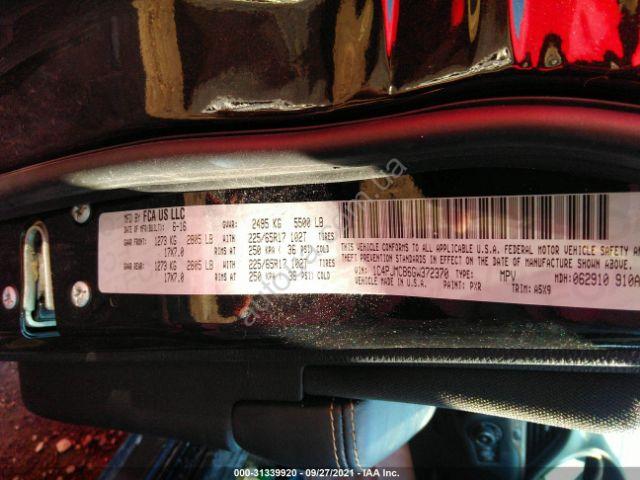 MFD BY FCA US LLC
DATE OF MFR(BUILT): 6-16 GVWR: 2495 KG 5500 LB
GAWR FRONT: 1273 KG 2805 LB WITH 225/65R17 102T TIRES
17X7.0 RIMS AT 250 KPA( 36 PSI) COLD
GAWR REAR: 1273 KG 2805 LB WITH 225/65R17 102T TIRES
17X7.0 RIMS AT 250 KPA( 36 PSI) COLD
THIS VEHICLE CONFORMS TO ALL APPLICABLE U.S.A. FEDERAL MOTOR VEHICLE SAFETY AN
THEFT PREVENTION STANDARDS IN EFFECT ON THE DATE OF MANUFACTURE SHOWN ABOVE.
VIN: TYPE: MPV MDH: 062910 910A
MADE IN U.S.A. PAINT: PXR TRIM: A5X9
000-31339920 - 09/27/2021 - IAA Inc.